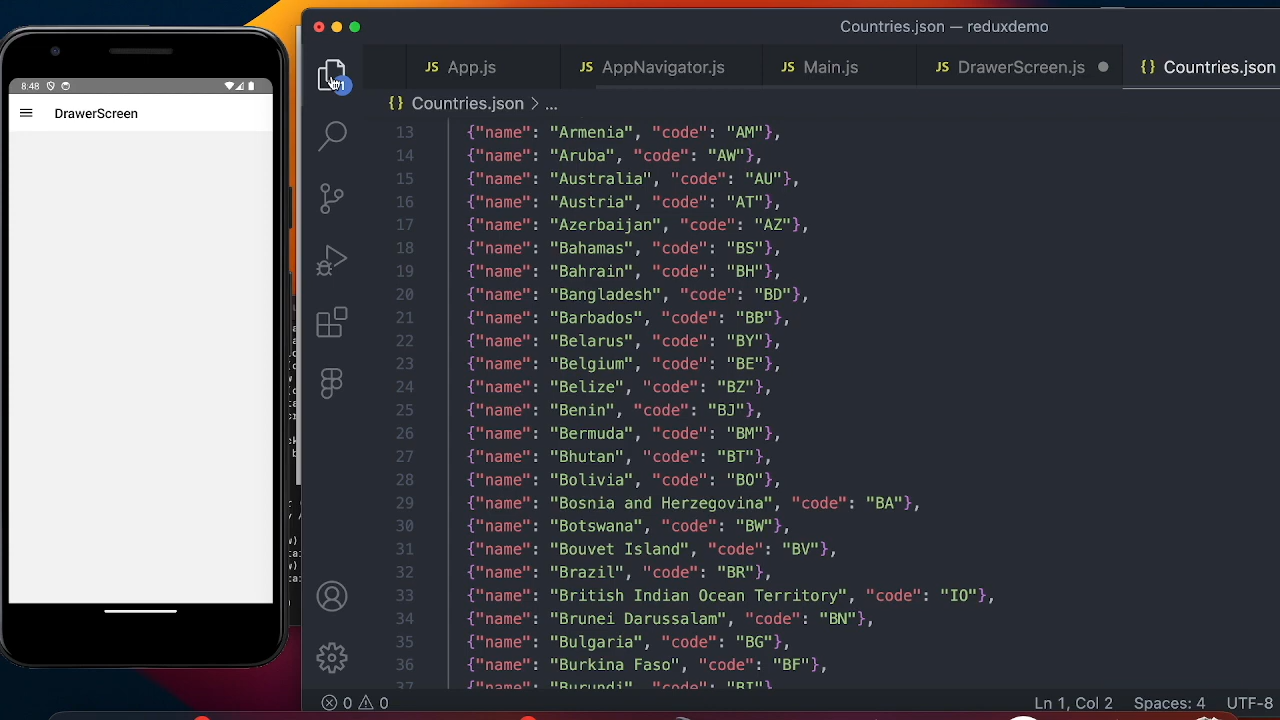 Countries.json — reduxdemo
JS App.js
JS AppNavigator.js
JS Main.js
JS DrawerScreen.js
{} Countries.json
1
{} Countries.json > ...
8:48
DrawerScreen
13 {"name": "Armenia", "code": "AM"},
14 {"name": "Aruba", "code": "AW"},
15 {"name": "Australia", "code": "AU"},
16 {"name": "Austria", "code": "AT"},
17 {"name": "Azerbaijan", "code": "AZ"},
18 {"name": "Bahamas", "code": "BS"},
19 {"name": "Bahrain", "code": "BH"},
20 {"name": "Bangladesh", "code": "BD"},
21 {"name": "Barbados", "code": "BB"},
22 {"name": "Belarus", "code": "BY"},
23 {"name": "Belgium", "code": "BE"},
24 {"name": "Belize", "code": "BZ"},
25 {"name": "Benin", "code": "BJ"},
26 {"name": "Bermuda", "code": "BM"},
27 {"name": "Bhutan", "code": "BT"},
28 {"name": "Bolivia", "code": "BO"},
29 {"name": "Bosnia and Herzegovina", "code": "BA"},
30 {"name": "Botswana", "code": "BW"},
31 {"name": "Bouvet Island", "code": "BV"},
32 {"name": "Brazil", "code": "BR"},
33 {"name": "British Indian Ocean Territory", "code": "IO"},
34 {"name": "Brunei Darussalam", "code": "BN"},
35 {"name": "Bulgaria", "code": "BG"},
36 {"name": "Burkina Faso", "code": "BF"},
37 {"name": "Burundi", "code": "BI"},
0 0
Ln 1, Col 2
Spaces: 4
UTF-8